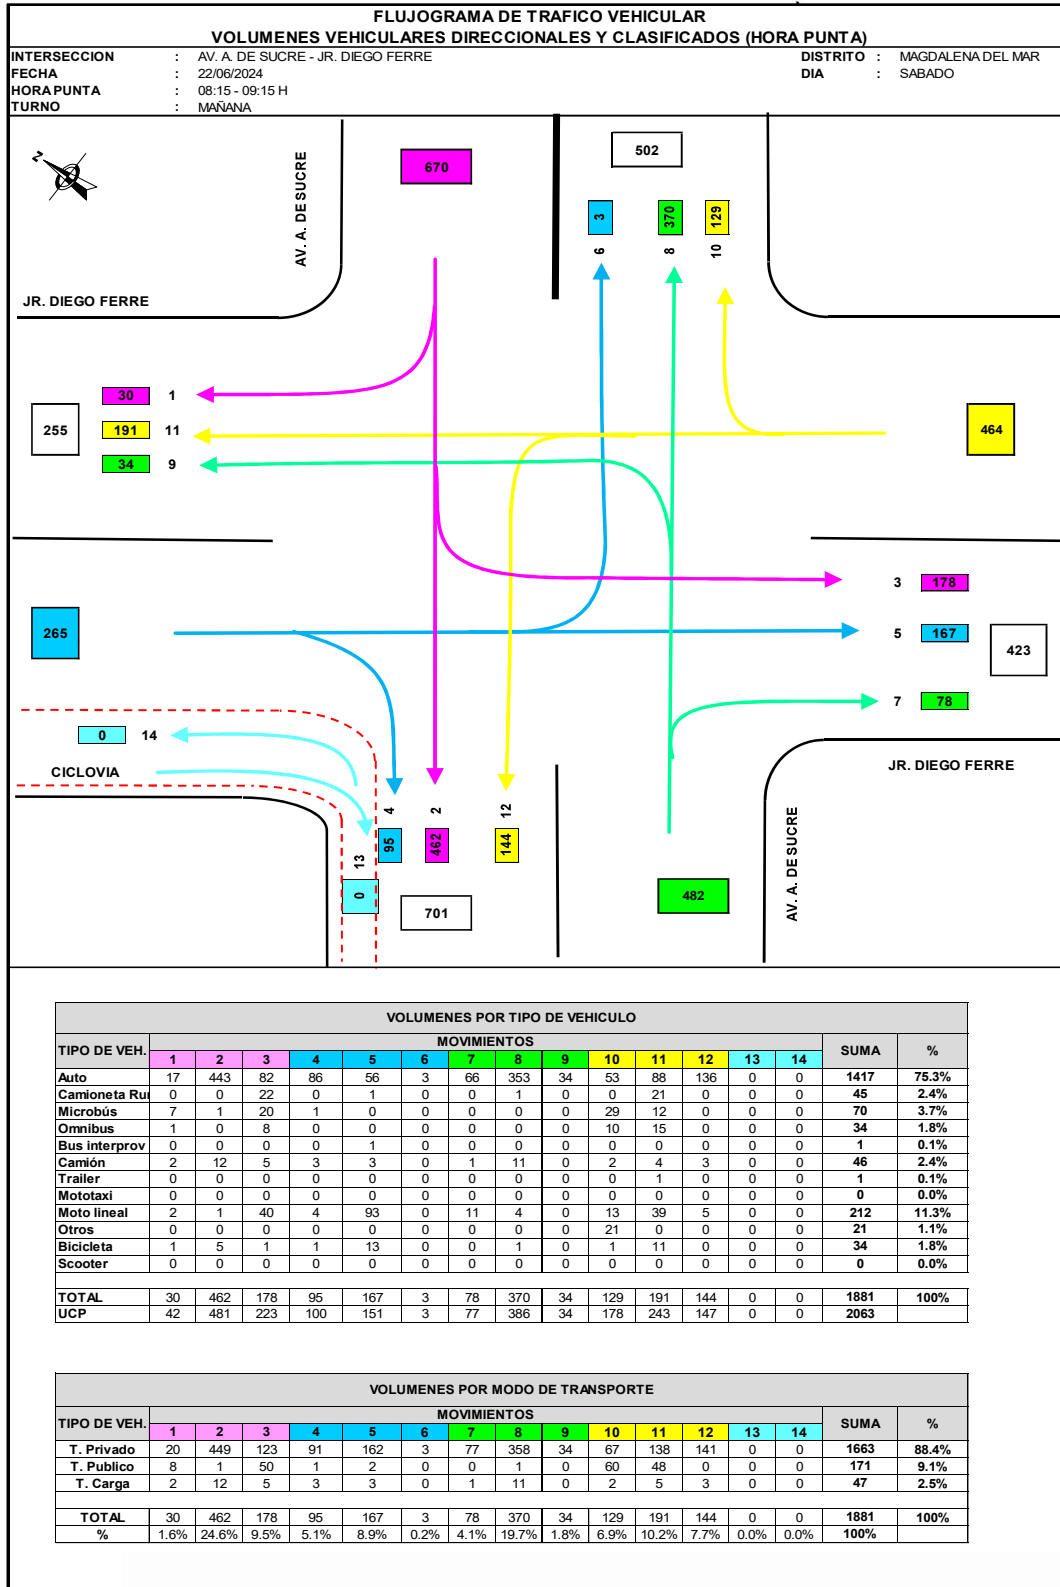 FLUJOGRAMA DE TRAFICO VEHICULAR
VOLUMENES VEHICULARES DIRECCIONALES Y CLASIFICADOS (HORA PUNTA)
INTERSECCION : AV. A. DE SUCRE - JR. DIEGO FERRE DISTRITO : MAGDALENA DEL MAR
FECHA : 22/06/2024 DIA : SABADO
HORA PUNTA : 08:15 - 09:15 H
TURNO : MAÑANA
N
AV. A. DE SUCRE
670
502
3 370 129
6 8 10
JR. DIEGO FERRE
30 1
255
191 11
34 9
464
3 178
265
5 167
423
7 78
0 14
CICLOVIA
JR. DIEGO FERRE
4 2 12
95 462 144
13
0
701
482
AV. A. DE SUCRE
VOLUMENES POR TIPO DE VEHICULO
TIPO DE VEH. MOVIMIENTOS SUMA %
1 2 3 4 5 6 7 8 9 10 11 12 13 14
Auto 17 443 82 86 56 3 66 353 34 53 88 136 0 0 1417 75.3%
Camioneta Rur 0 0 22 0 1 0 0 1 0 0 21 0 0 0 45 2.4%
Microbús 7 1 20 1 0 0 0 0 0 29 12 0 0 0 70 3.7%
Omnibus 1 0 8 0 0 0 0 0 0 10 15 0 0 0 34 1.8%
Bus interprov 0 0 0 0 1 0 0 0 0 0 0 0 0 0 1 0.1%
Camión 2 12 5 3 3 0 1 11 0 2 4 3 0 0 46 2.4%
Trailer 0 0 0 0 0 0 0 0 0 0 1 0 0 0 1 0.1%
Mototaxi 0 0 0 0 0 0 0 0 0 0 0 0 0 0 0 0.0%
Moto lineal 2 1 40 4 93 0 11 4 0 13 39 5 0 0 212 11.3%
Otros 0 0 0 0 0 0 0 0 0 21 0 0 0 0 21 1.1%
Bicicleta 1 5 1 1 13 0 0 1 0 1 11 0 0 0 34 1.8%
Scooter 0 0 0 0 0 0 0 0 0 0 0 0 0 0 0 0.0%
TOTAL 30 462 178 95 167 3 78 370 34 129 191 144 0 0 1881 100%
UCP 42 481 223 100 151 3 77 386 34 178 243 147 0 0 2063
VOLUMENES POR MODO DE TRANSPORTE
TIPO DE VEH. MOVIMIENTOS SUMA %
1 2 3 4 5 6 7 8 9 10 11 12 13 14
T. Privado 20 449 123 91 162 3 77 358 34 67 138 141 0 0 1663 88.4%
T. Publico 8 1 50 1 2 0 0 1 0 60 48 0 0 0 171 9.1%
T. Carga 2 12 5 3 3 0 1 11 0 2 5 3 0 0 47 2.5%
TOTAL 30 462 178 95 167 3 78 370 34 129 191 144 0 0 1881 100%
% 1.6% 24.6% 9.5% 5.1% 8.9% 0.2% 4.1% 19.7% 1.8% 6.9% 10.2% 7.7% 0.0% 0.0% 100%